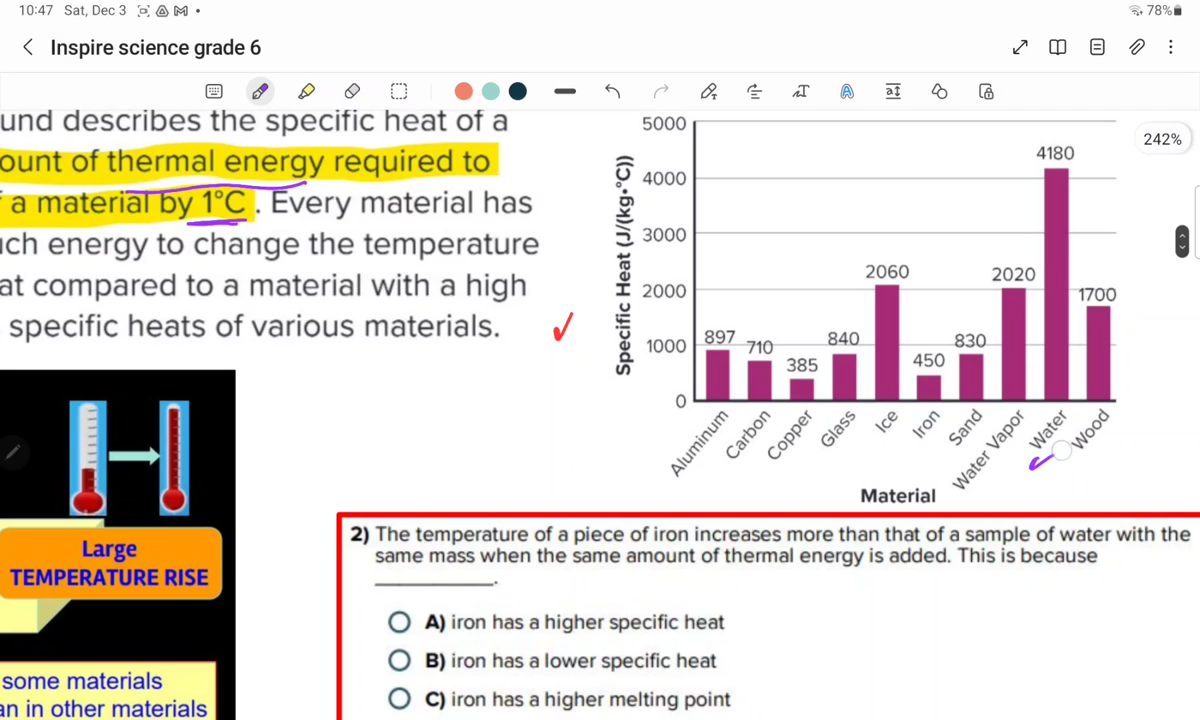 10:47 Sat, Dec 3
78%
Inspire science grade 6
242%
und describes the specific heat of a
ount of thermal energy required to
f a material by 1°C. Every material has
uch energy to change the temperature
at compared to a material with a high
specific heats of various materials.
Specific Heat (J/(kg•°C))
5000
4000
3000
2000
1000
0
897
710
385
840
2060
450
830
2020
4180
1700
Aluminum
Carbon
Copper
Glass
Ice
Iron
Sand
Water Vapor
Water
Wood
Material
Large
TEMPERATURE RISE
some materials
an in other materials
2) The temperature of a piece of iron increases more than that of a sample of water with the
same mass when the same amount of thermal energy is added. This is because
____________.
A) iron has a higher specific heat
B) iron has a lower specific heat
C) iron has a higher melting point